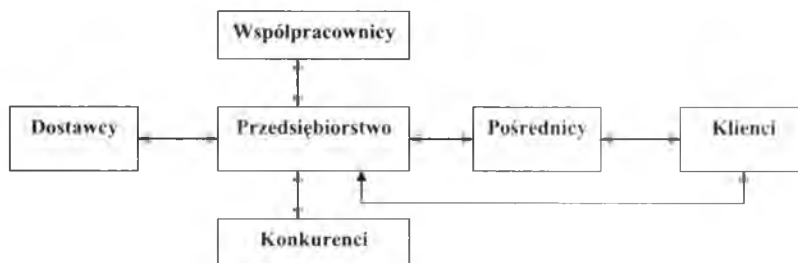 Współpracownicy
Dostawcy
Przedsiębiorstwo
Pośrednicy
Klienci
Konkurenci